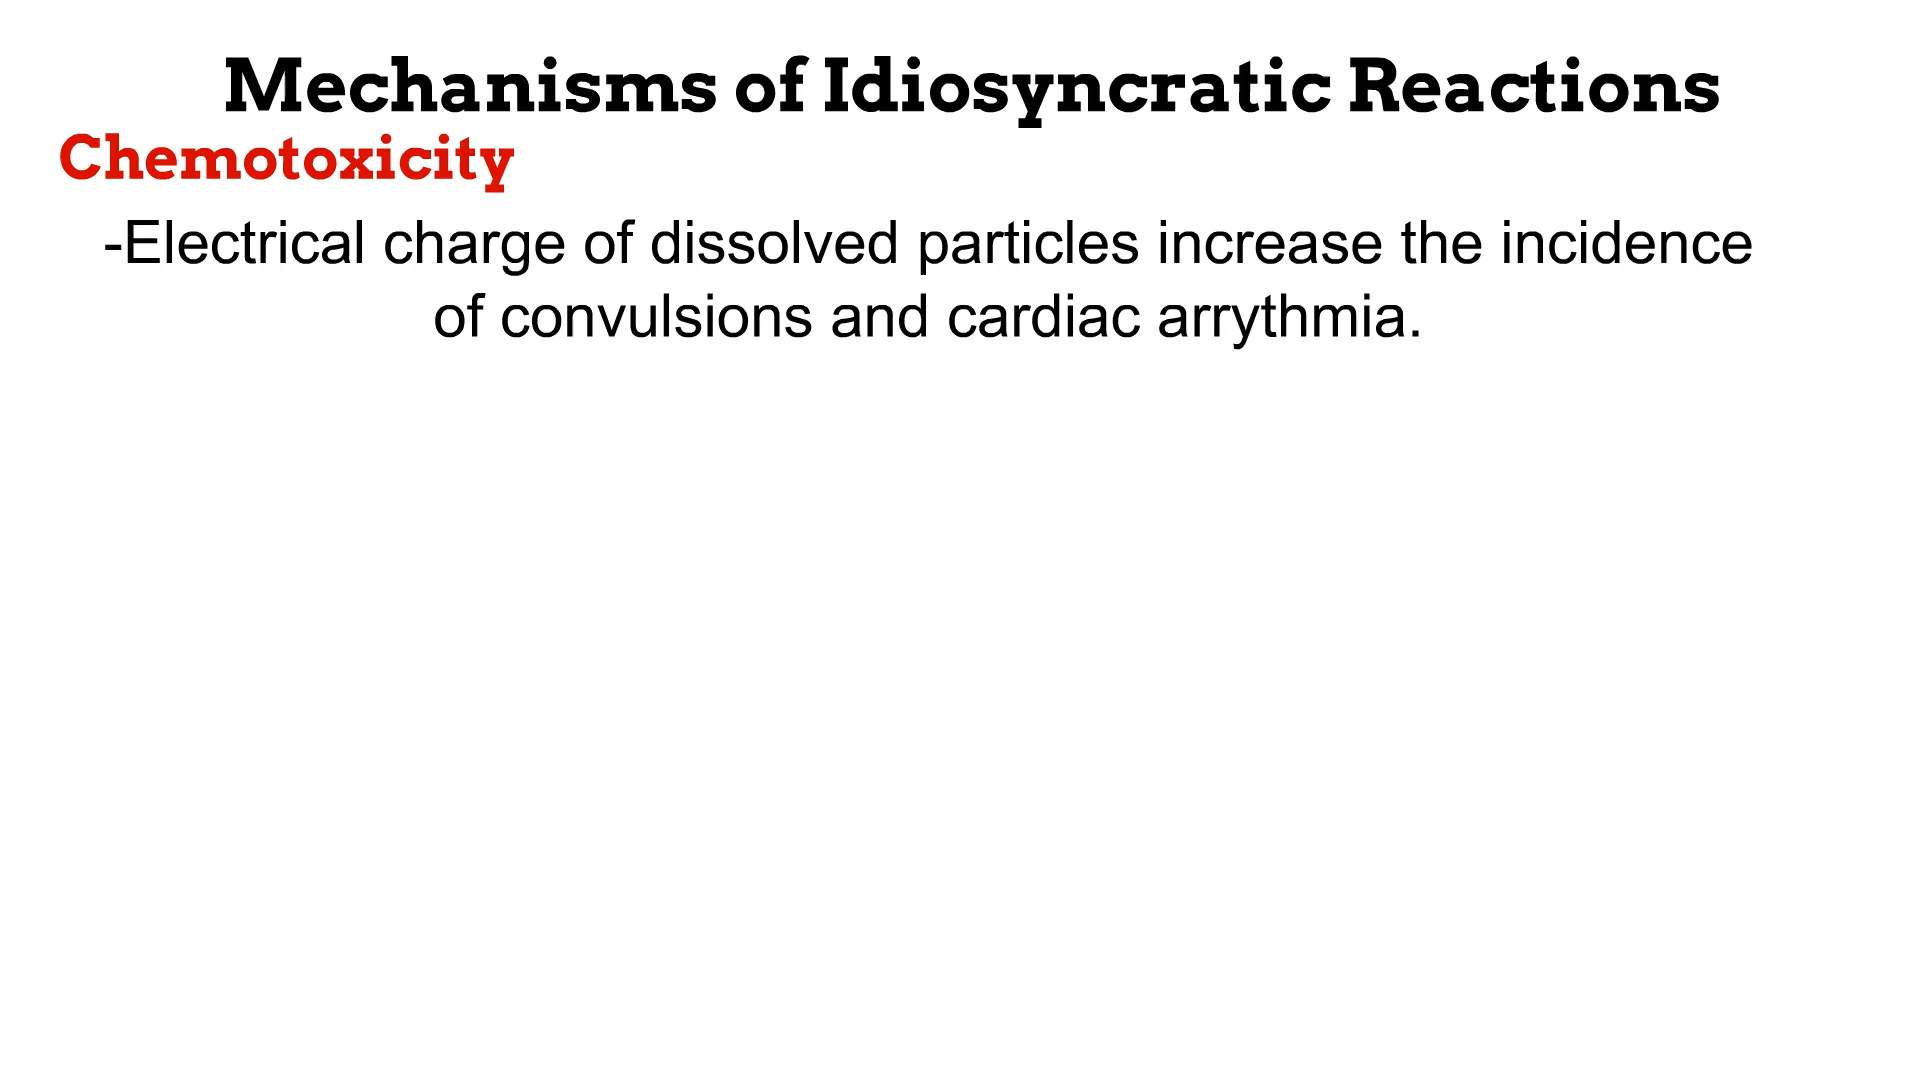 Mechanisms of Idiosyncratic Reactions
Chemotoxicity
-Electrical charge of dissolved particles increase the incidence
of convulsions and cardiac arrythmia.